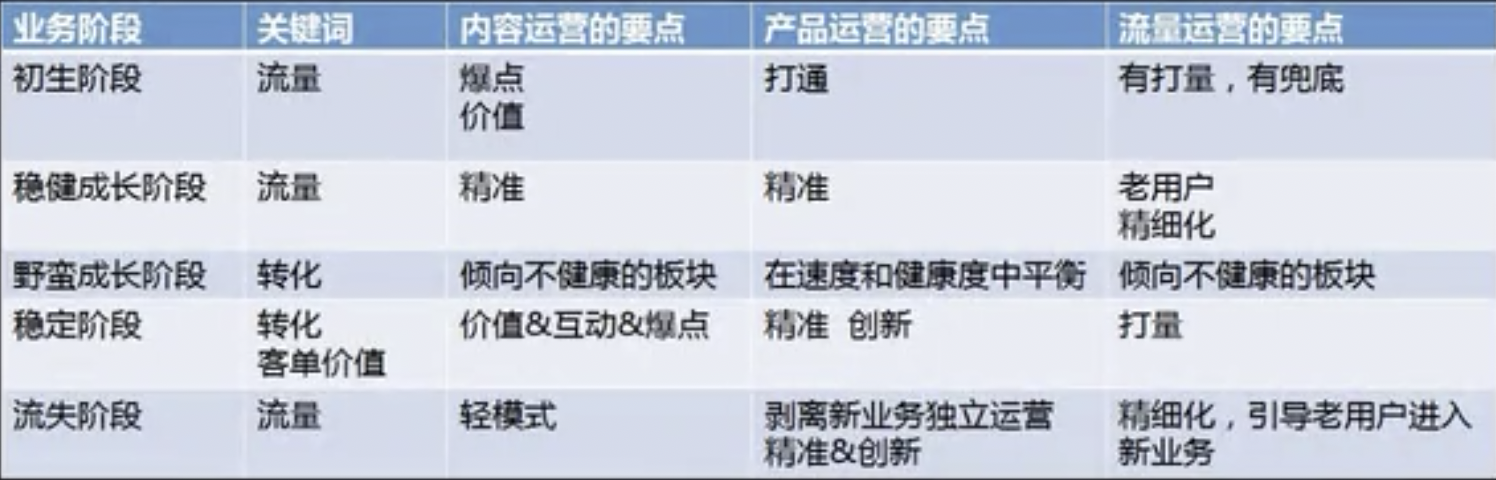 业务阶段 关键词 内容运营的要点 产品运营的要点 流量运营的要点
初生阶段 流量 爆点 打通 有打量，有兜底
价值
稳健成长阶段 流量 精准 精准 老用户
精细化
野蛮成长阶段 转化 倾向不健康的板块 在速度和健康度中平衡 倾向不健康的板块
稳定阶段 转化 价值&互动&爆点 精准 创新 打量
客单价值
流失阶段 流量 轻模式 剥离新业务独立运营 精细化，引导老用户进入
精准&创新 新业务